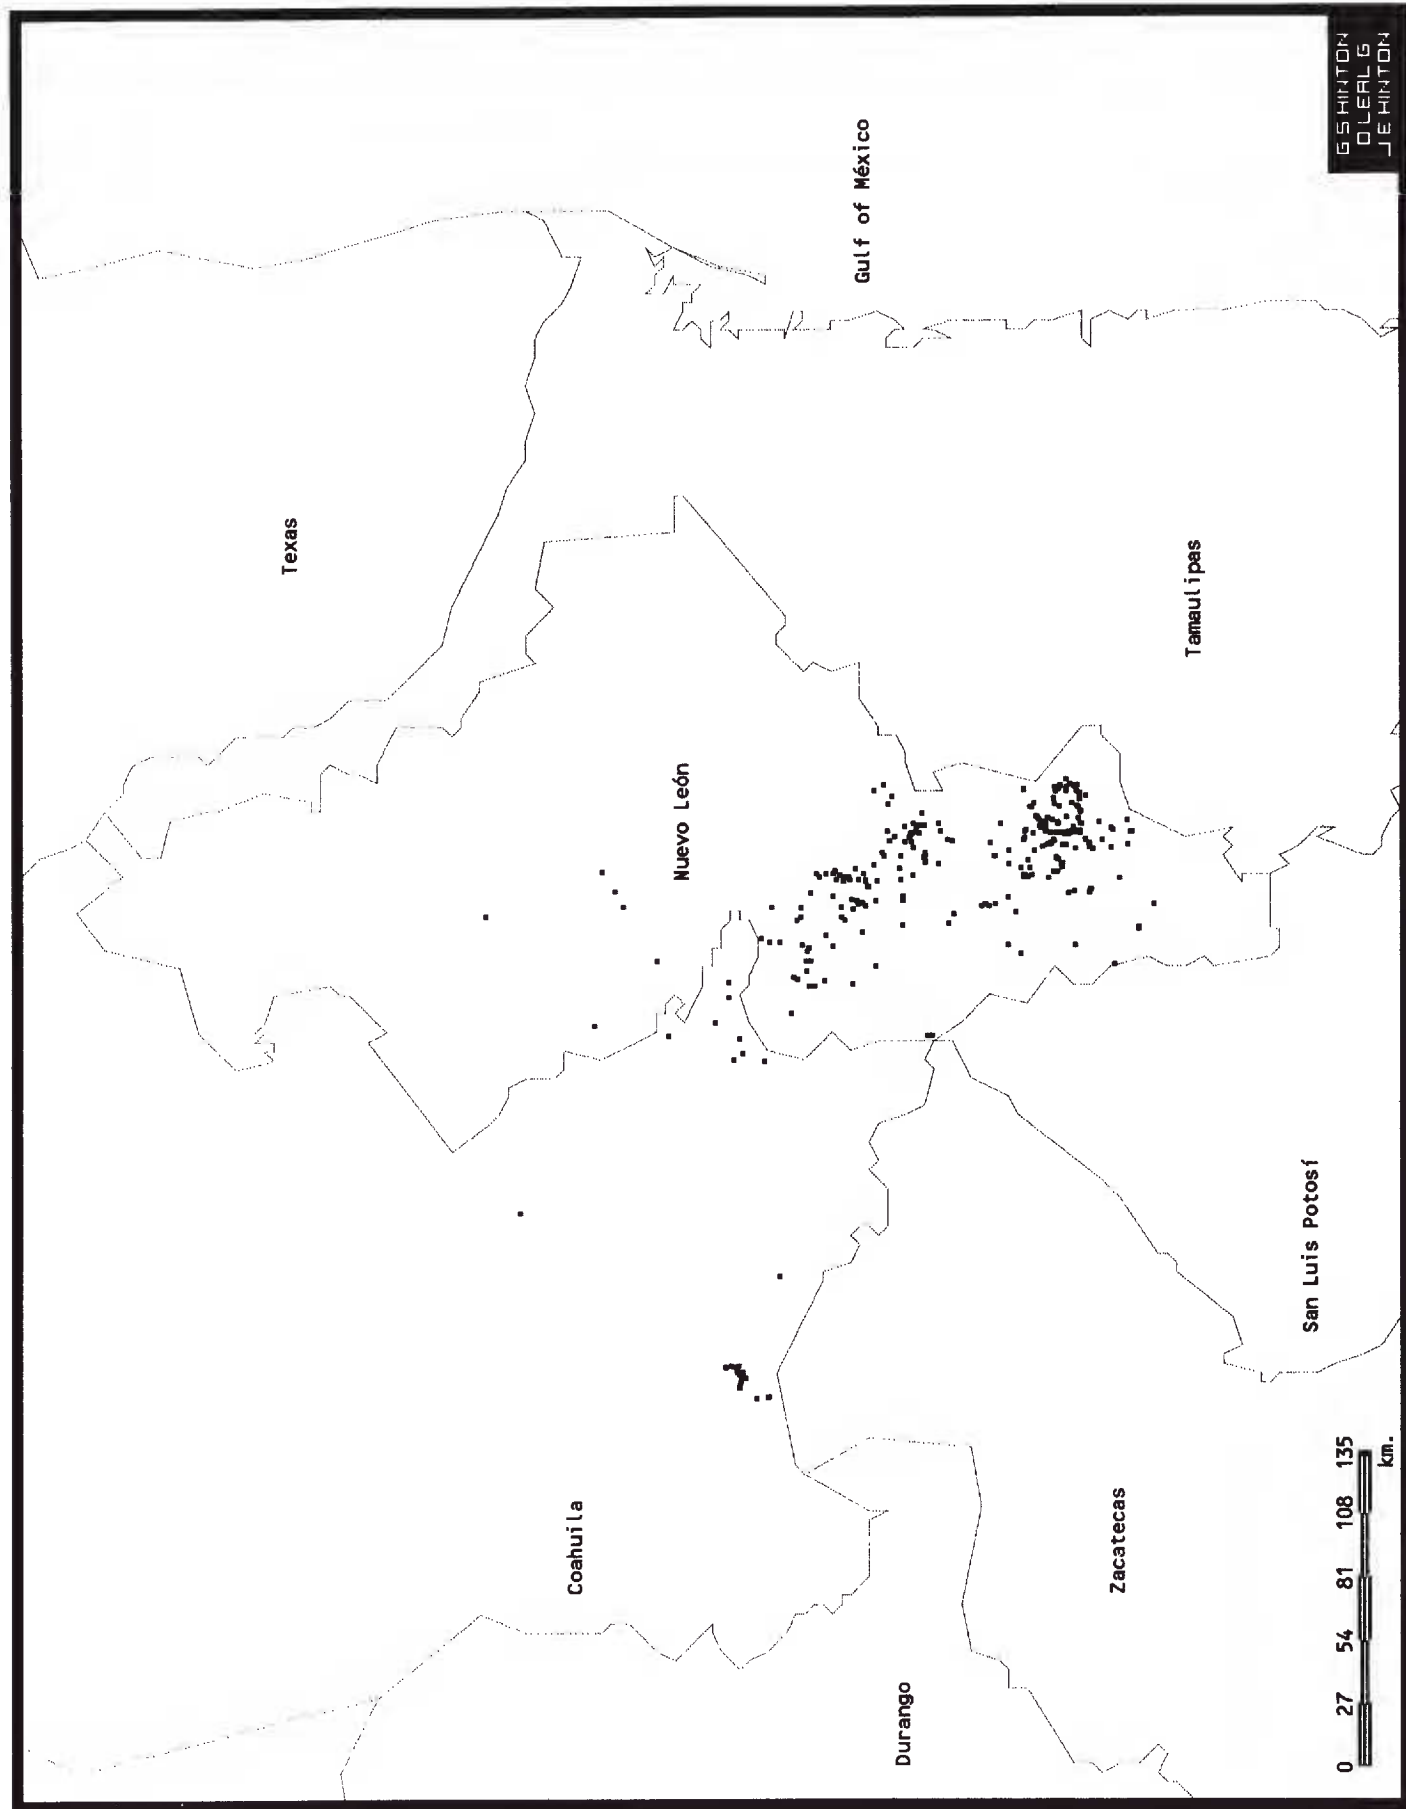 G S HINTON
O LEAL G
J E HINTON
Gulf of México
Texas
Tamaulipas
Nuevo León
San Luis Potosí
Coahuila
Zacatecas
Durango
0 27 54 81 108 135
km.